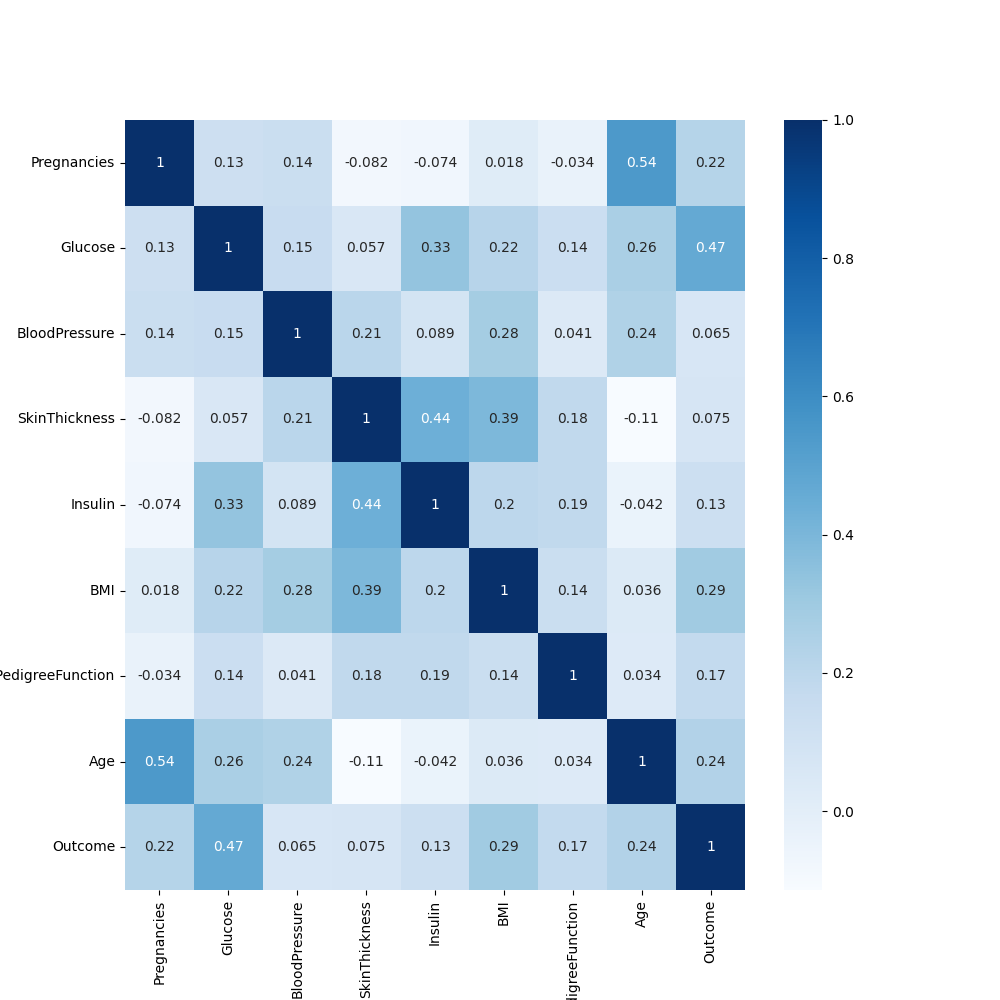 Pregnancies 1 0.13 0.14 -0.082 -0.074 0.018 -0.034 0.54 0.22
Glucose 0.13 1 0.15 0.057 0.33 0.22 0.14 0.26 0.47
BloodPressure 0.14 0.15 1 0.21 0.089 0.28 0.041 0.24 0.065
SkinThickness -0.082 0.057 0.21 1 0.44 0.39 0.18 -0.11 0.075
Insulin -0.074 0.33 0.089 0.44 1 0.2 0.19 -0.042 0.13
BMI 0.018 0.22 0.28 0.39 0.2 1 0.14 0.036 0.29
PedigreeFunction -0.034 0.14 0.041 0.18 0.19 0.14 1 0.034 0.17
Age 0.54 0.26 0.24 -0.11 -0.042 0.036 0.034 1 0.24
Outcome 0.22 0.47 0.065 0.075 0.13 0.29 0.17 0.24 1
Pregnancies
Glucose
BloodPressure
SkinThickness
Insulin
BMI
digreeFunction
Age
Outcome
1.0
0.8
0.6
0.4
0.2
0.0